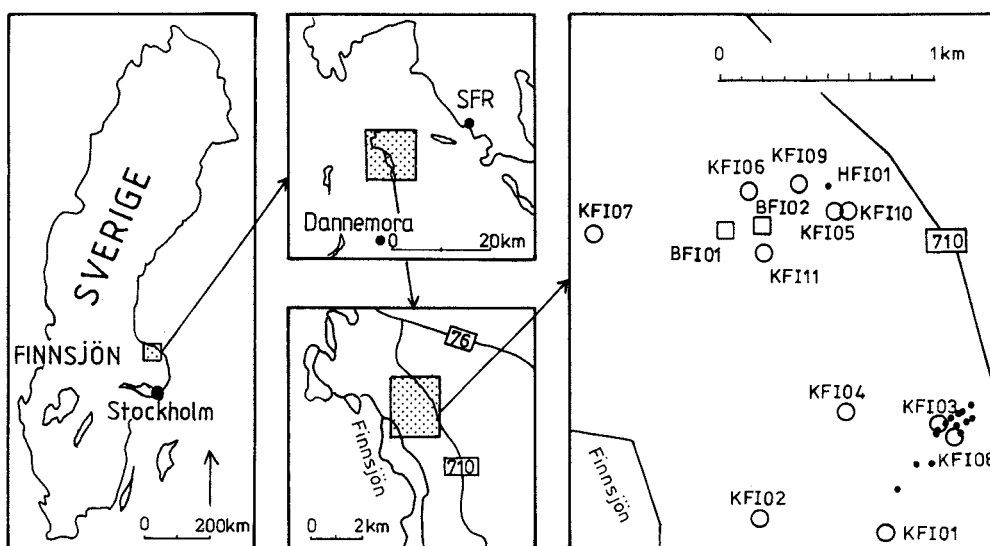 SVERIGE
FINNSJÖN
Stockholm
0 200km
SFR
Dannemora
0 20km
76
710
Finnsjön
0 2km
0 1km
KFI09
KFI06
HFI01
BFI02
KFI07
KFI10
KFI05
710
BFI01
KFI11
KFI04
KFI03
KFI08
Finnsjön
KFI02
KFI01